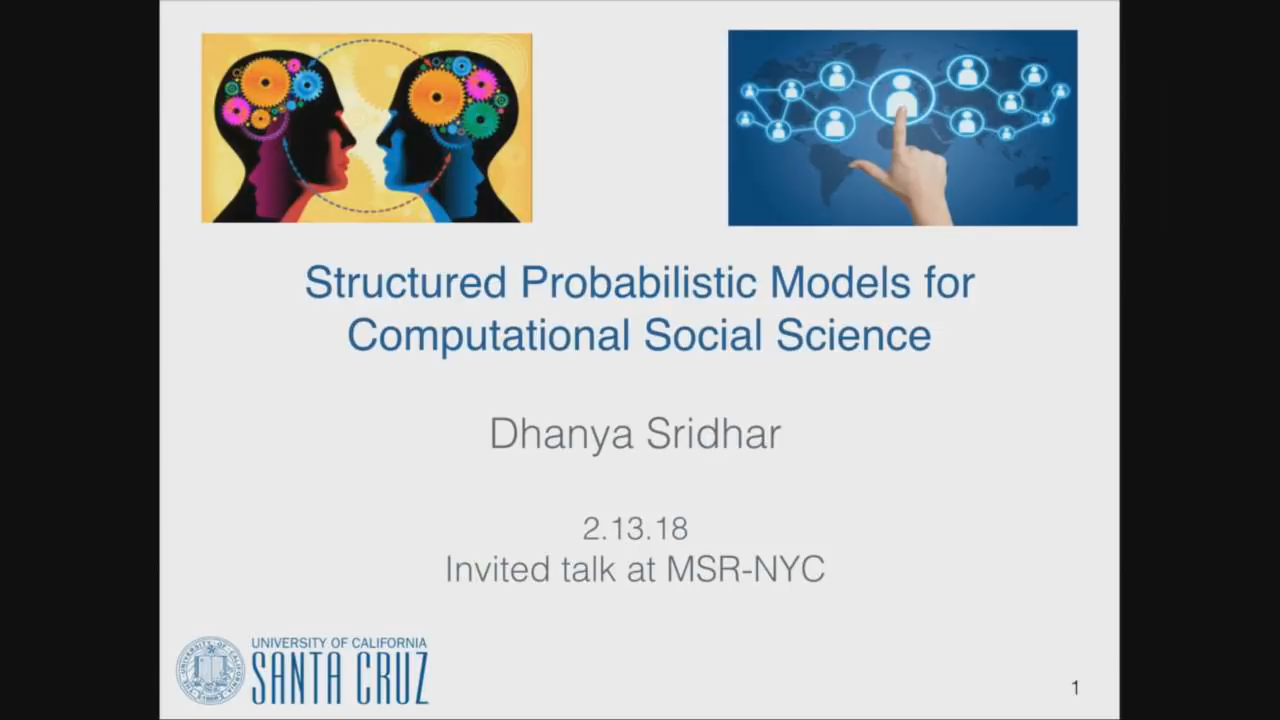 Structured Probabilistic Models for
Computational Social Science
Dhanya Sridhar
2.13.18
Invited talk at MSR-NYC
UNIVERSITY OF CALIFORNIA
SANTA CRUZ
1